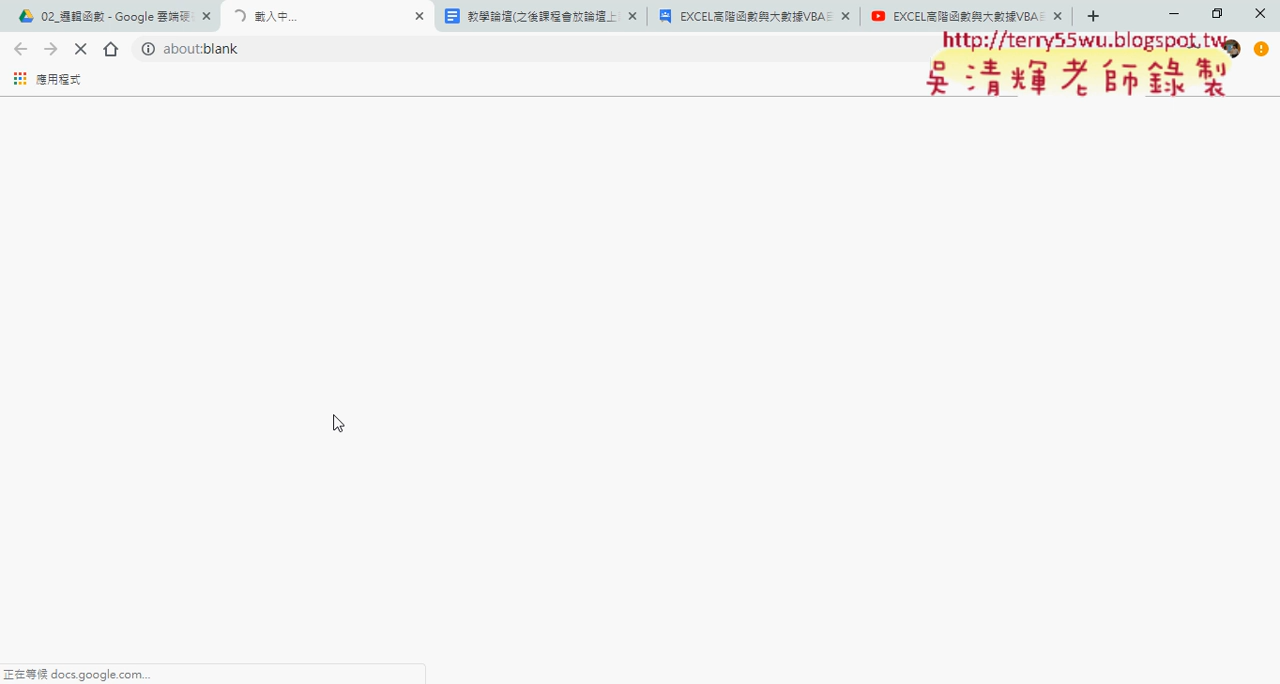 02_邏輯函數 - Google 雲端硬
載入中...
教學論壇(之後課程會放論壇上
EXCEL高階函數與大數據VBA
EXCEL高階函數與大數據VBA
about:blank
http://terry55wu.blogspot.tw
應用程式
吳清輝老師錄製
正在等候 docs.google.com...